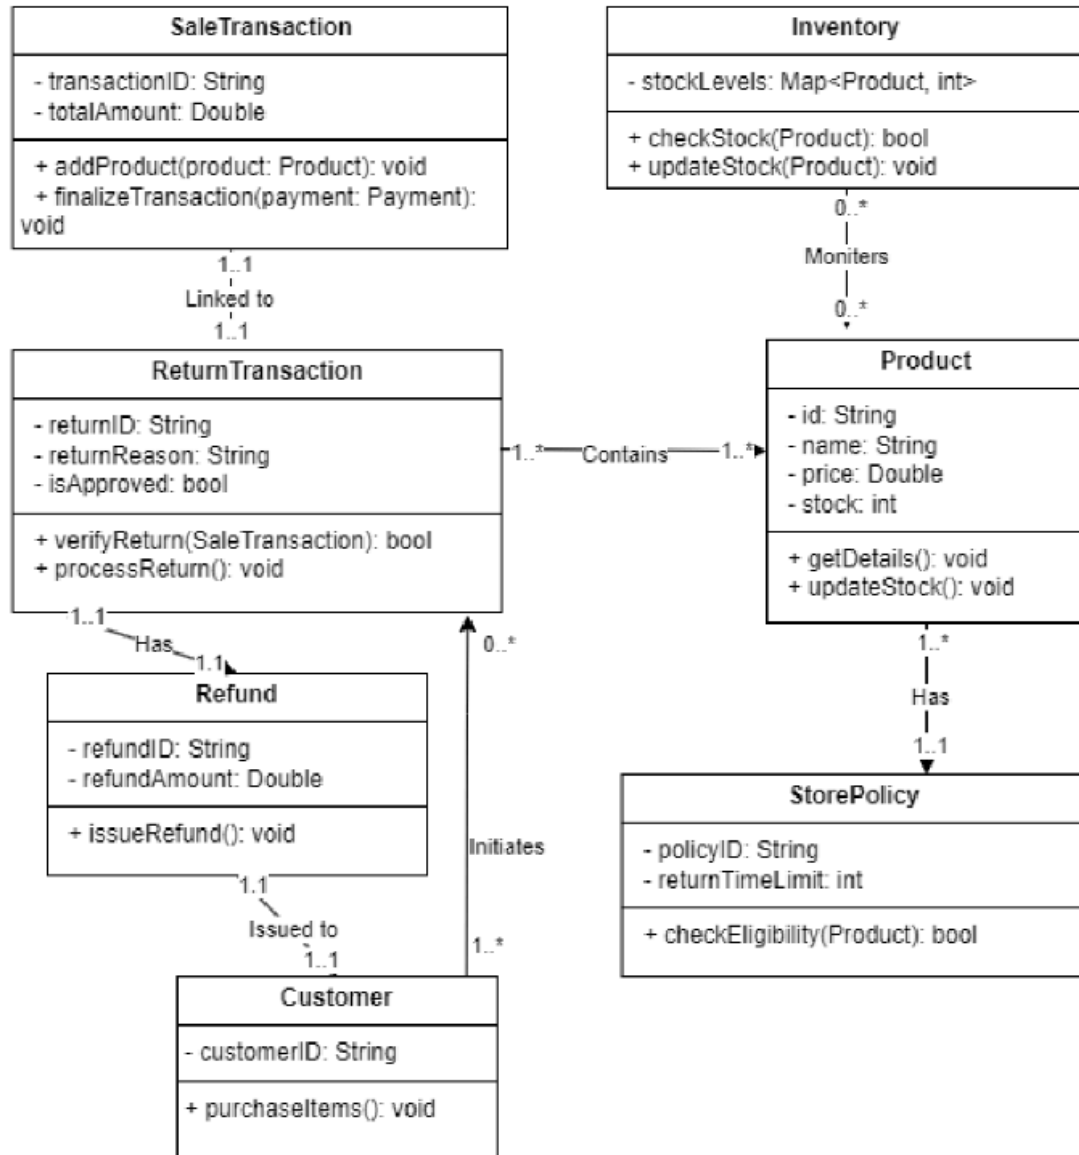 SaleTransaction
- transactionID: String
- totalAmount: Double
+ addProduct(product: Product): void
+ finalizeTransaction(payment: Payment):
void
Inventory
- stockLevels: Map<Product, int>
+ checkStock(Product): bool
+ updateStock(Product): void
1..1
Linked to
1..1
0..*
Moniters
0..*
ReturnTransaction
- returnID: String
- returnReason: String
- isApproved: bool
+ verifyReturn(SaleTransaction): bool
+ processReturn(): void
1..*
Contains
1..*
Product
- id: String
- name: String
- price: Double
- stock: int
+ getDetails(): void
+ updateStock(): void
1..1
Has
1.1
0..*
Initiates
1..*
1..*
Has
1..1
Refund
- refundID: String
- refundAmount: Double
+ issueRefund(): void
StorePolicy
- policyID: String
- returnTimeLimit: int
+ checkEligibility(Product): bool
1.1
Issued to
1..1
Customer
- customerID: String
+ purchaseItems(): void